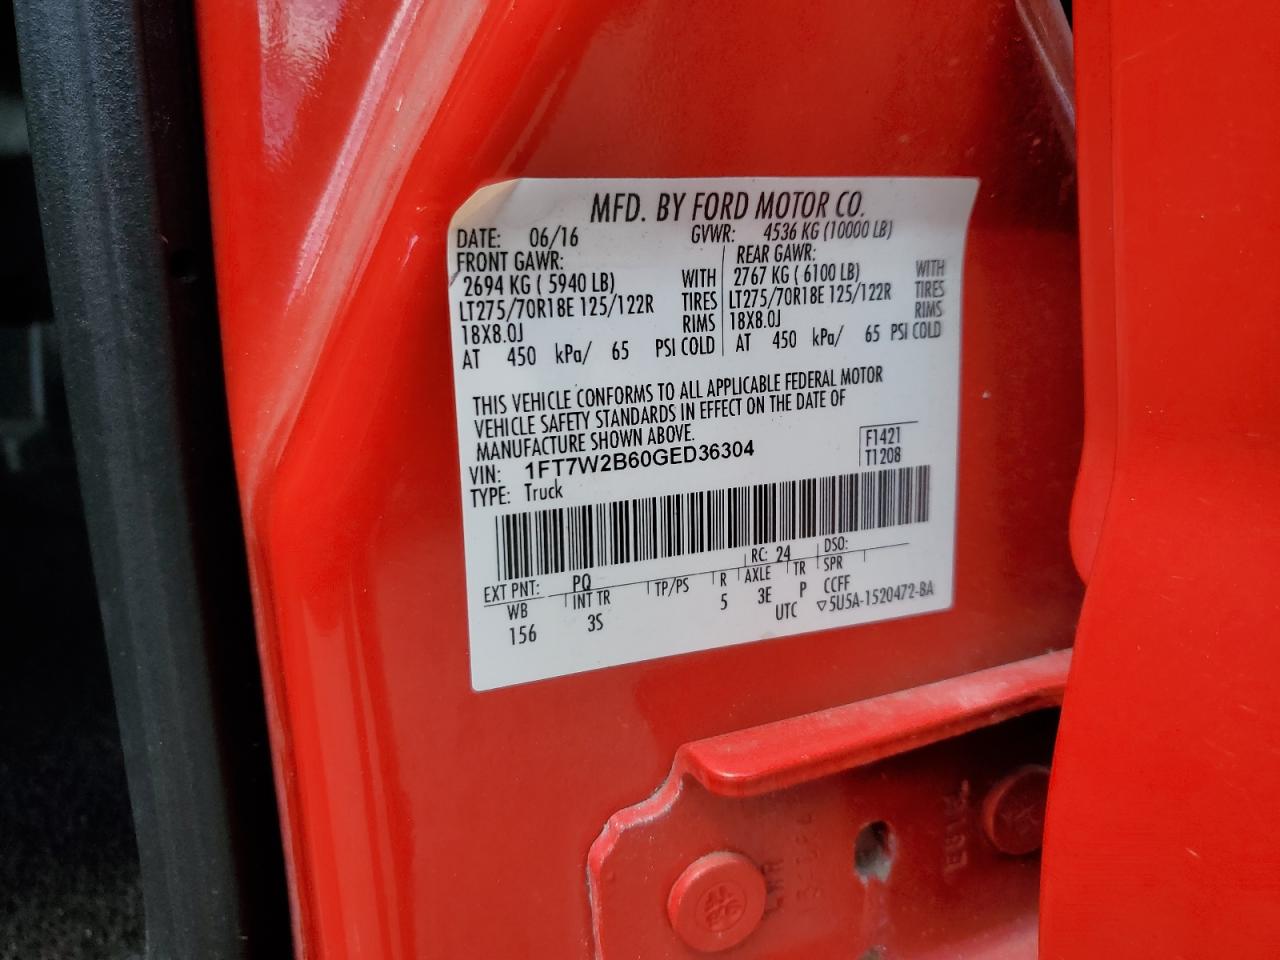 MFD. BY FORD MOTOR CO.
DATE: 06/16 GVWR: 4536 KG (10000 LB)
FRONT GAWR: REAR GAWR:
2694 KG ( 5940 LB) WITH 2767 KG ( 6100 LB) WITH
LT275/70R18E 125/122R TIRES LT275/70R18E 125/122R TIRES
18X8.0J RIMS 18X8.0J RIMS
AT 450 kPa/ 65 PSI COLD AT 450 kPa/ 65 PSI COLD
THIS VEHICLE CONFORMS TO ALL APPLICABLE FEDERAL MOTOR
VEHICLE SAFETY STANDARDS IN EFFECT ON THE DATE OF
MANUFACTURE SHOWN ABOVE.
VIN: 1FT7W2B60GED36304 F1421
TYPE: Truck T1208
EXT PNT: PQ RC: 24 DSO:
WB INT TR TP/PS R AXLE TR SPR
156 3S 5 3E P CCFF
UTC ▽5U5A-1520472-BA
LWR